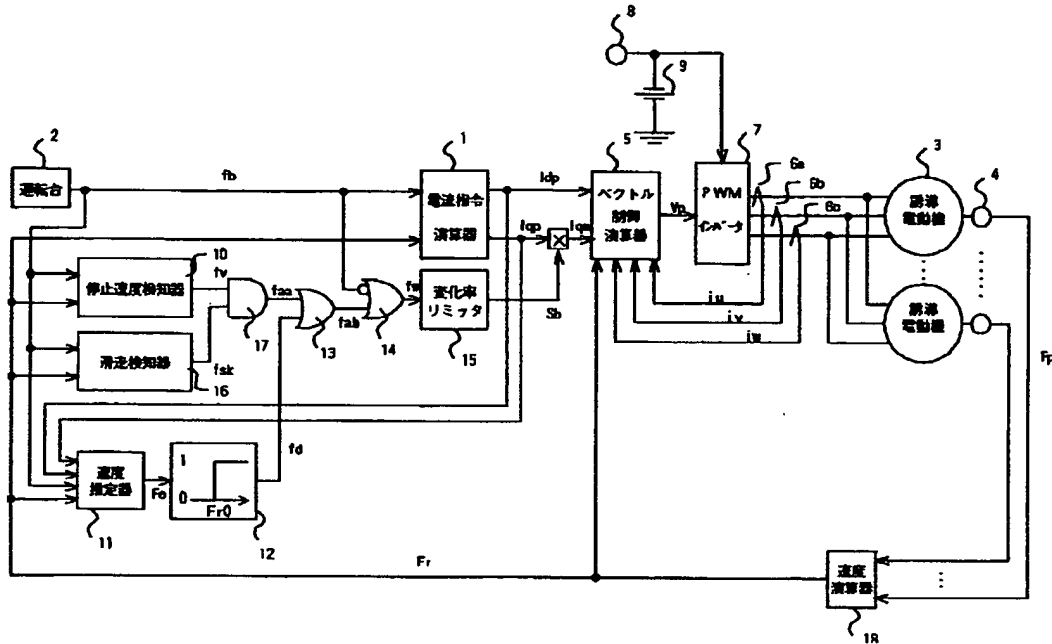 8
9
2
運転台
fb
1
電流指令
演算器
Idp
Iqp
Iqs
5
ベクトル
制御
演算器
Vp
7
PWM
インバータ
6a
6b
6c
3
誘導
電動機
4
10
停止速度検知器
fv
17
faa
13
fab
14
fw
変化率
リミッタ
15
Sb
iu
iv
iw
誘導
電動機
滑走検知器
fsk
16
fd
Fp
速度
推定器
11
Fo
1
0
Fr0
12
Fr
速度
演算器
18